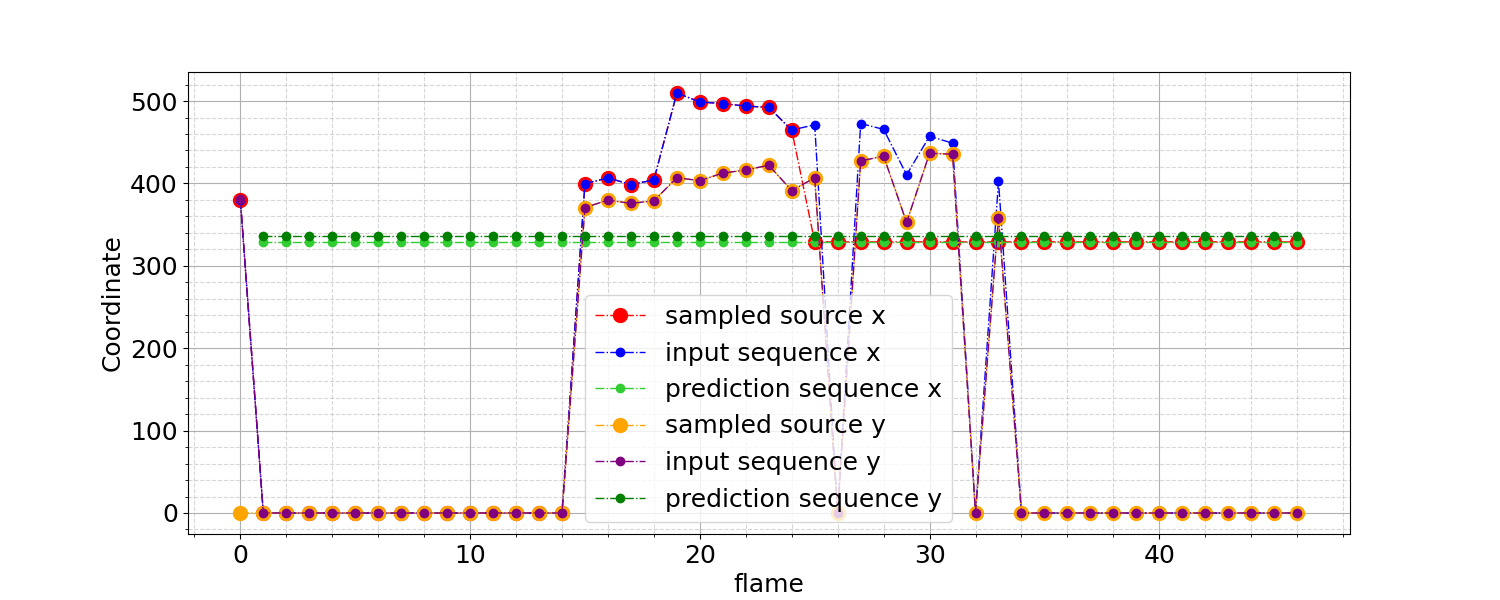 500
400
300
200
100
0
Coordinate
sampled source x
input sequence x
prediction sequence x
sampled source y
input sequence y
prediction sequence y
0 10 20 30 40
flame